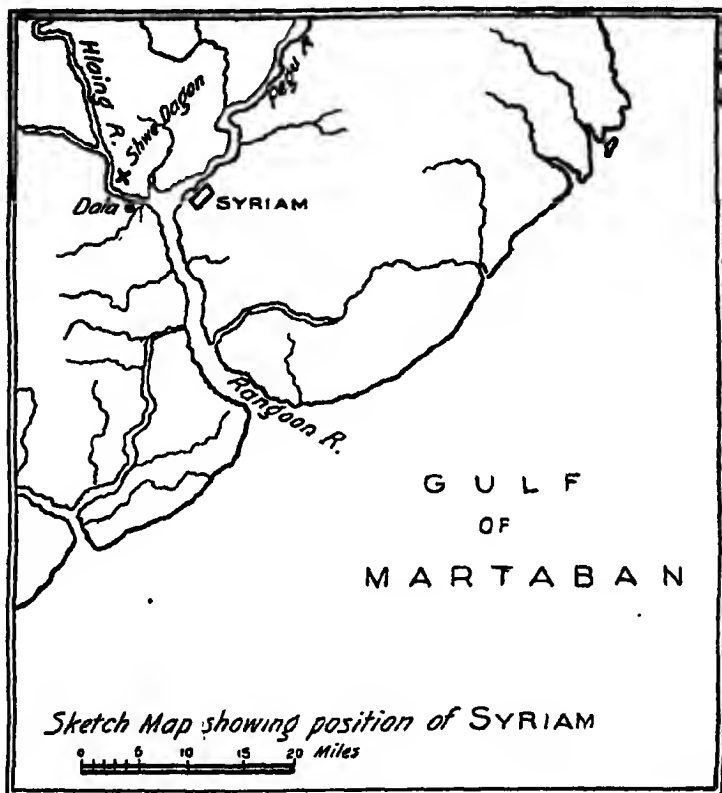 Hlaing R.
Shwe Dagon
Pegu R
Dala
SYRIAM
Rangoon R.
GULF
OF
MARTABAN
Sketch Map showing position of SYRIAM
0 5 10 15 20 Miles